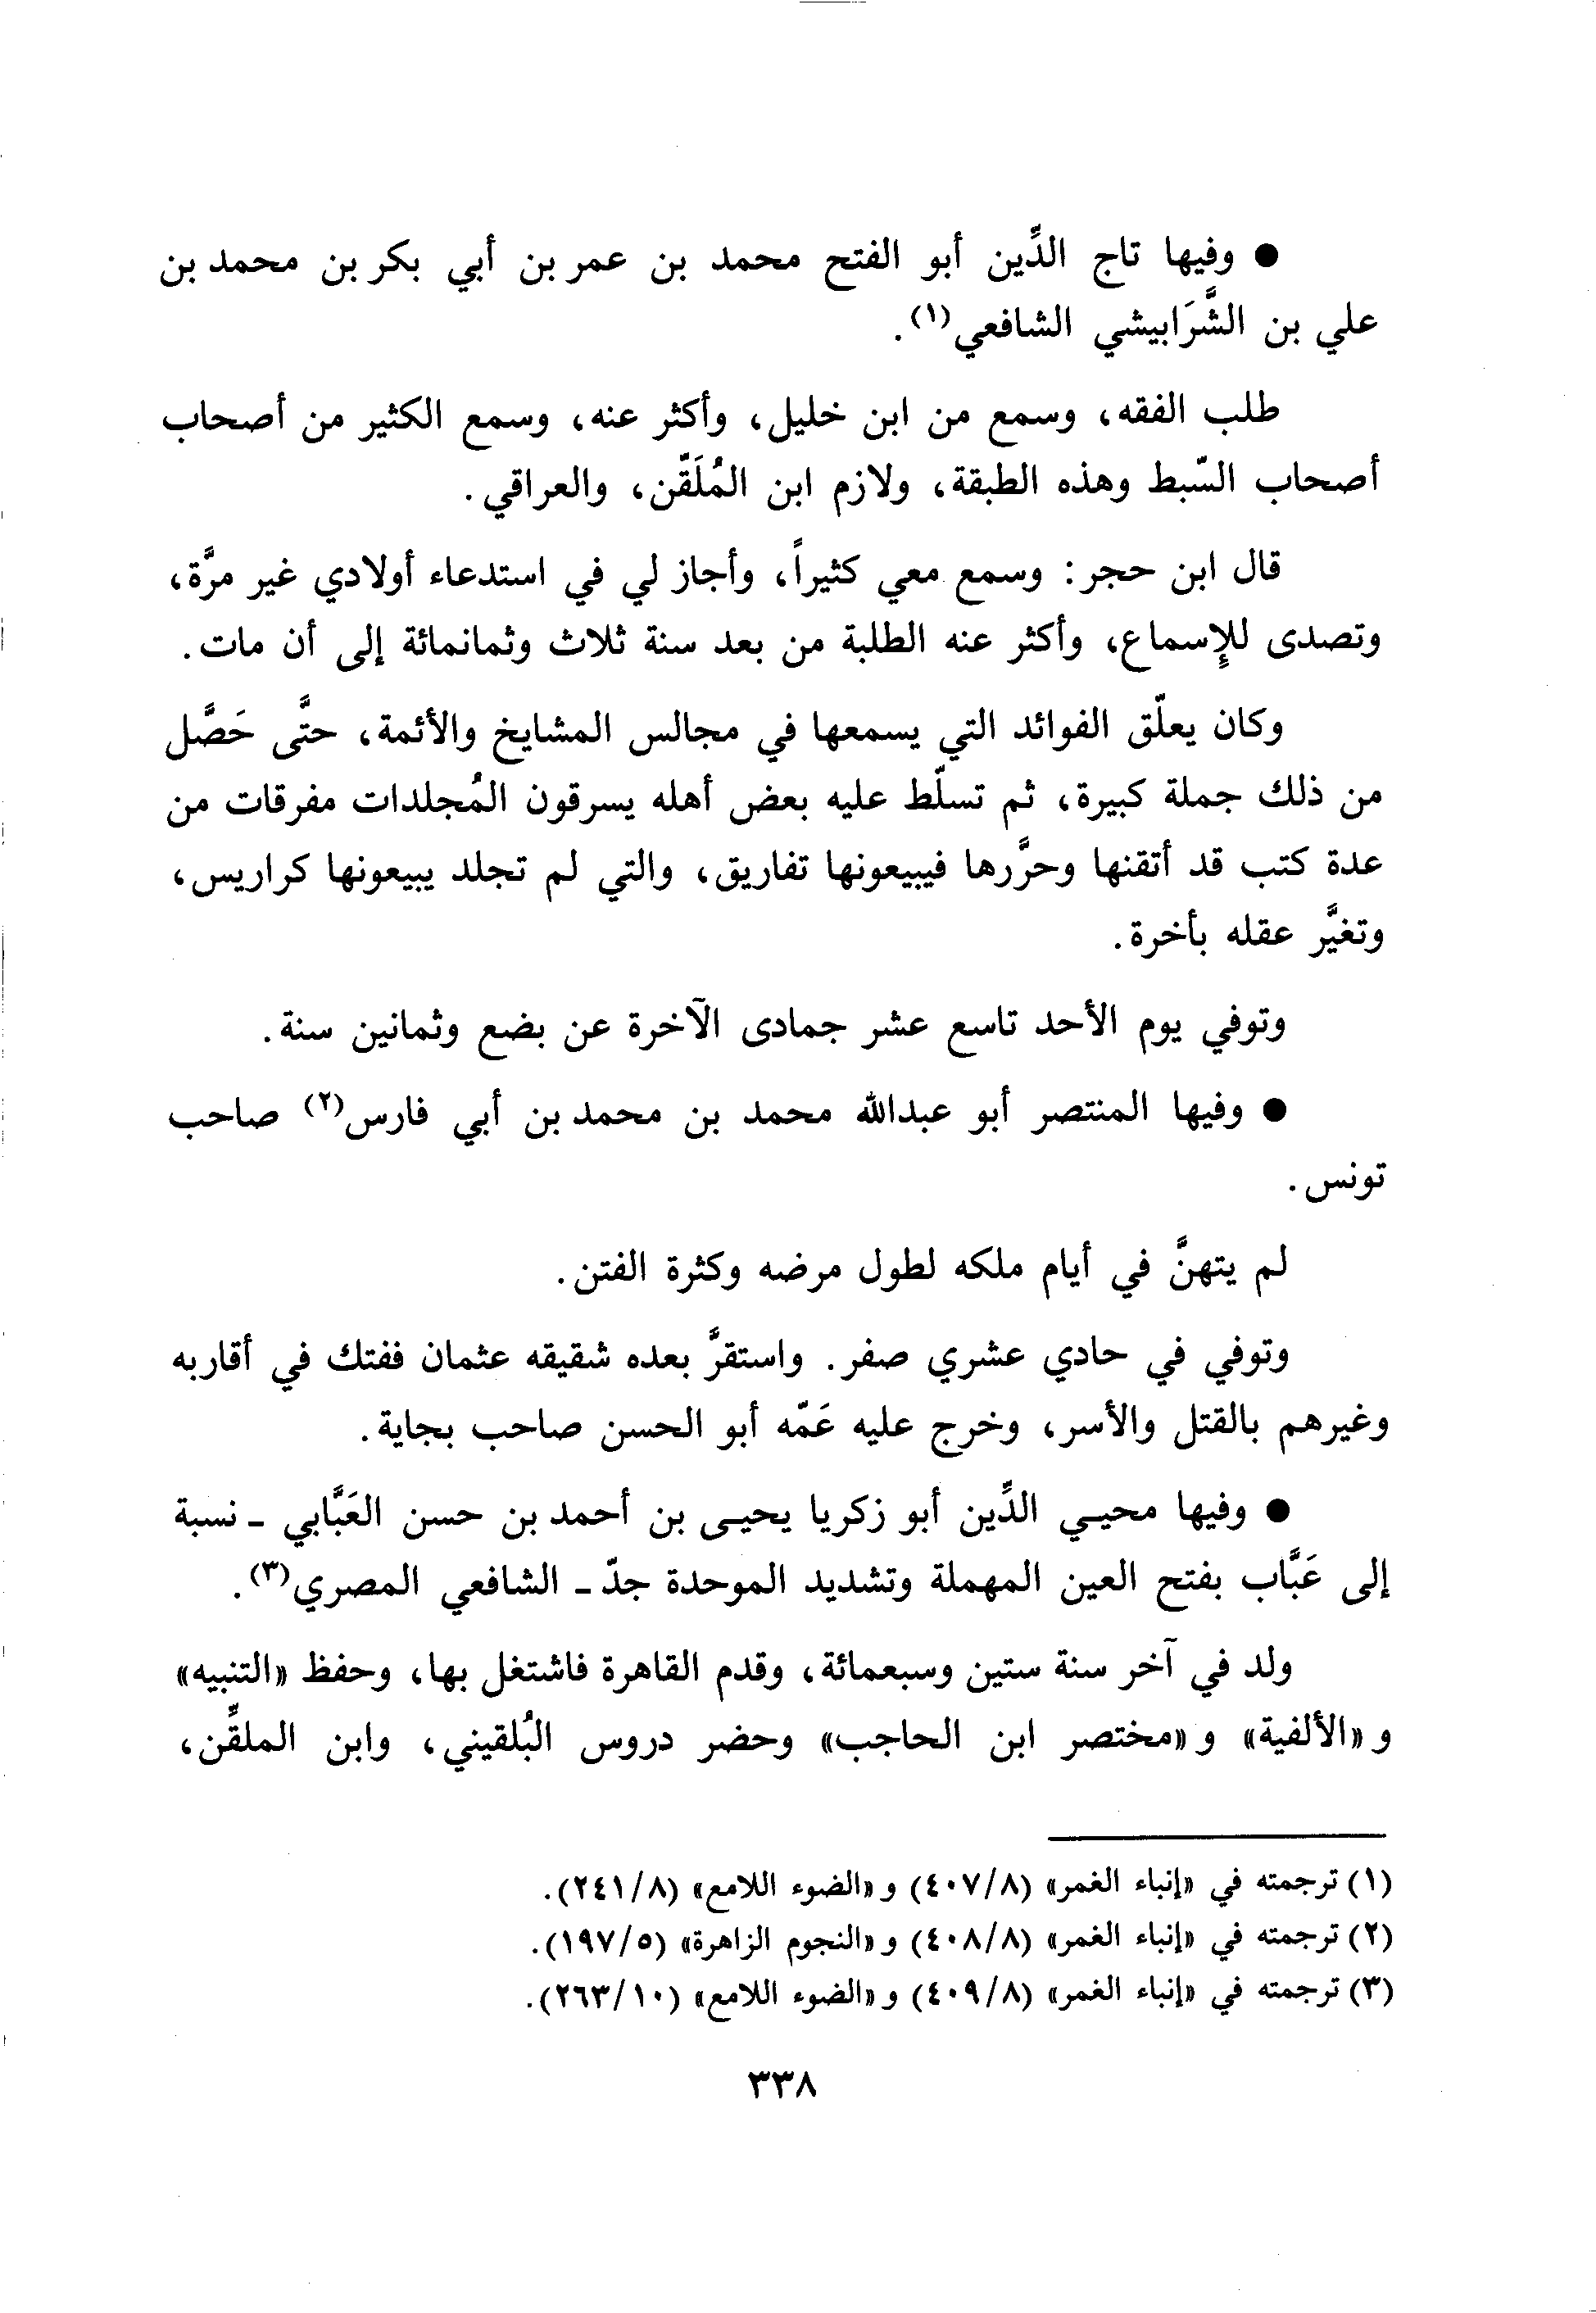 ● وفيها تاج الدِّين أبو الفتح محمد بن عمر بن أبي بكر بن محمد بن
علي بن الشَّرَابيشي الشافعي(١).
طلب الفقه، وسمع من ابن خليل، وأكثر عنه، وسمع الكثير من أصحاب
أصحاب السّبط وهذه الطبقة، ولازم ابن المُلَقّن، والعراقي.
قال ابن حجر: وسمع معي كثيراً، وأجاز لي في استدعاء أولادي غير مرَّة،
وتصدى للإسماع، وأكثر عنه الطلبة من بعد سنة ثلاث وثمانمائة إلى أن مات.
وكان يعلّق الفوائد التي يسمعها في مجالس المشايخ والأئمة، حتَّى حَصَّل
من ذلك جملة كبيرة، ثم تسلّط عليه بعض أهله يسرقون المُجلدات مفرقات من
عدة كتب قد أتقنها وحرَّرها فيبيعونها تفاريق، والتي لم تجلد يبيعونها كراريس،
وتغيَّر عقله بأخرة.
وتوفي يوم الأحد تاسع عشر جمادى الآخرة عن بضع وثمانين سنة.
● وفيها المنتصر أبو عبدالله محمد بن محمد بن أبي فارس(٢) صاحب
تونس.
لم يتهنَّ في أيام ملكه لطول مرضه وكثرة الفتن.
وتوفي في حادي عشري صفر. واستقرَّ بعده شقيقه عثمان ففتك في أقاربه
وغيرهم بالقتل والأسر، وخرج عليه عَمّه أبو الحسن صاحب بجاية.
● وفيها محيـي الدِّين أبو زكريا يحيـى بن أحمد بن حسن العَبَّابي ـ نسبة
إلى عَبَّاب بفتح العين المهملة وتشديد الموحدة جدّ ـ الشافعي المصري(٣).
ولد في آخر سنة ستين وسبعمائة، وقدم القاهرة فاشتغل بها، وحفظ «التنبيه»
و «الألفية» و «مختصر ابن الحاجب» وحضر دروس البُلقيني، وابن الملقِّن،
(١) ترجمته في «إنباء الغمر» (٤٠٧/٨) و «الضوء اللامع» (٢٤١/٨).
(٢) ترجمته في «إنباء الغمر» (٤٠٨/٨) و «النجوم الزاهرة» (١٩٧/٥).
(٣) ترجمته في «إنباء الغمر» (٤٠٩/٨) و «الضوء اللامع» (٢٦٣/١٠).
٣٣٨